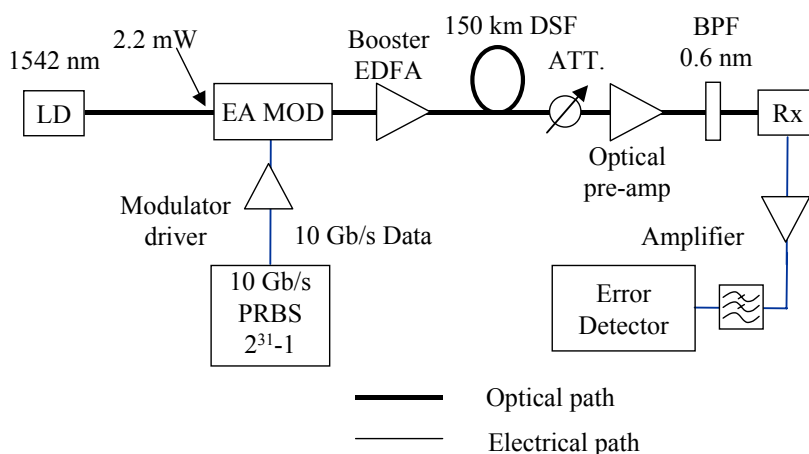 1542 nm
2.2 mW
LD
EA MOD
Booster
EDFA
150 km DSF
ATT.
Optical
pre-amp
BPF
0.6 nm
Rx
Modulator
driver
10 Gb/s Data
10 Gb/s
PRBS
2³¹-1
Amplifier
Error
Detector
Optical path
Electrical path